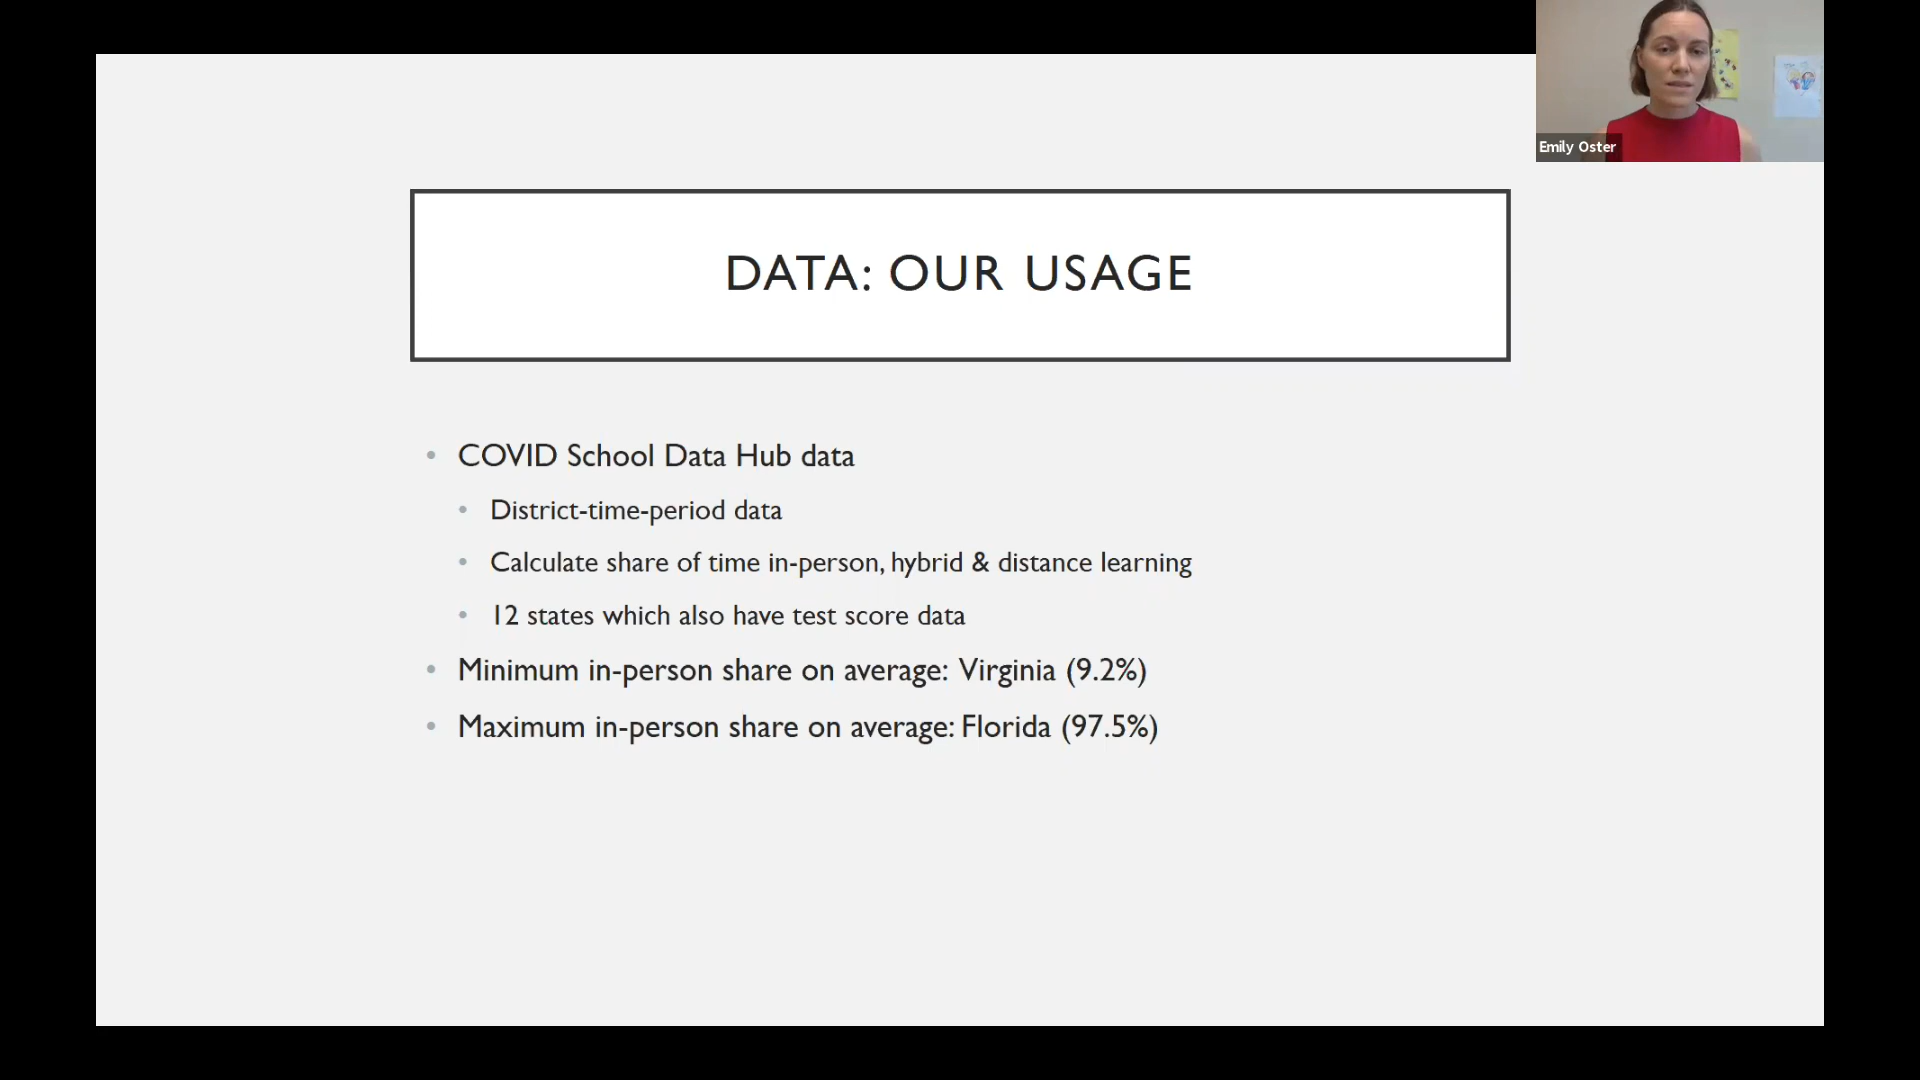 Emily Oster
DATA: OUR USAGE
• COVID School Data Hub data
• District-time-period data
• Calculate share of time in-person, hybrid & distance learning
• 12 states which also have test score data
• Minimum in-person share on average: Virginia (9.2%)
• Maximum in-person share on average: Florida (97.5%)